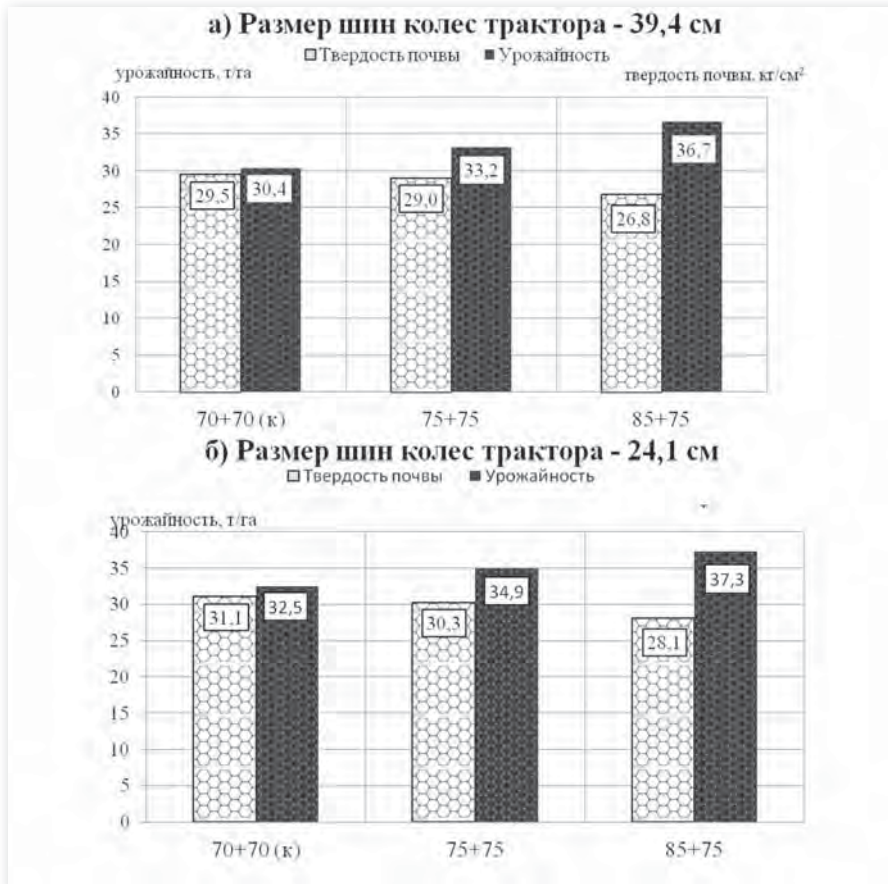 а) Размер шин колес трактора - 39,4 см
Твердость почвы Урожайность
урожайность, т/га твердость почвы, кг/см²
40
35
30
25
20
15
10
5
0
29,5 30,4 29,0 33,2 26,8 36,7
70+70 (к) 75+75 85+75
б) Размер шин колес трактора - 24,1 см
Твердость почвы Урожайность
урожайность, т/га
40
35
30
25
20
15
10
5
0
31,1 32,5 30,3 34,9 28,1 37,3
70+70 (к) 75+75 85+75